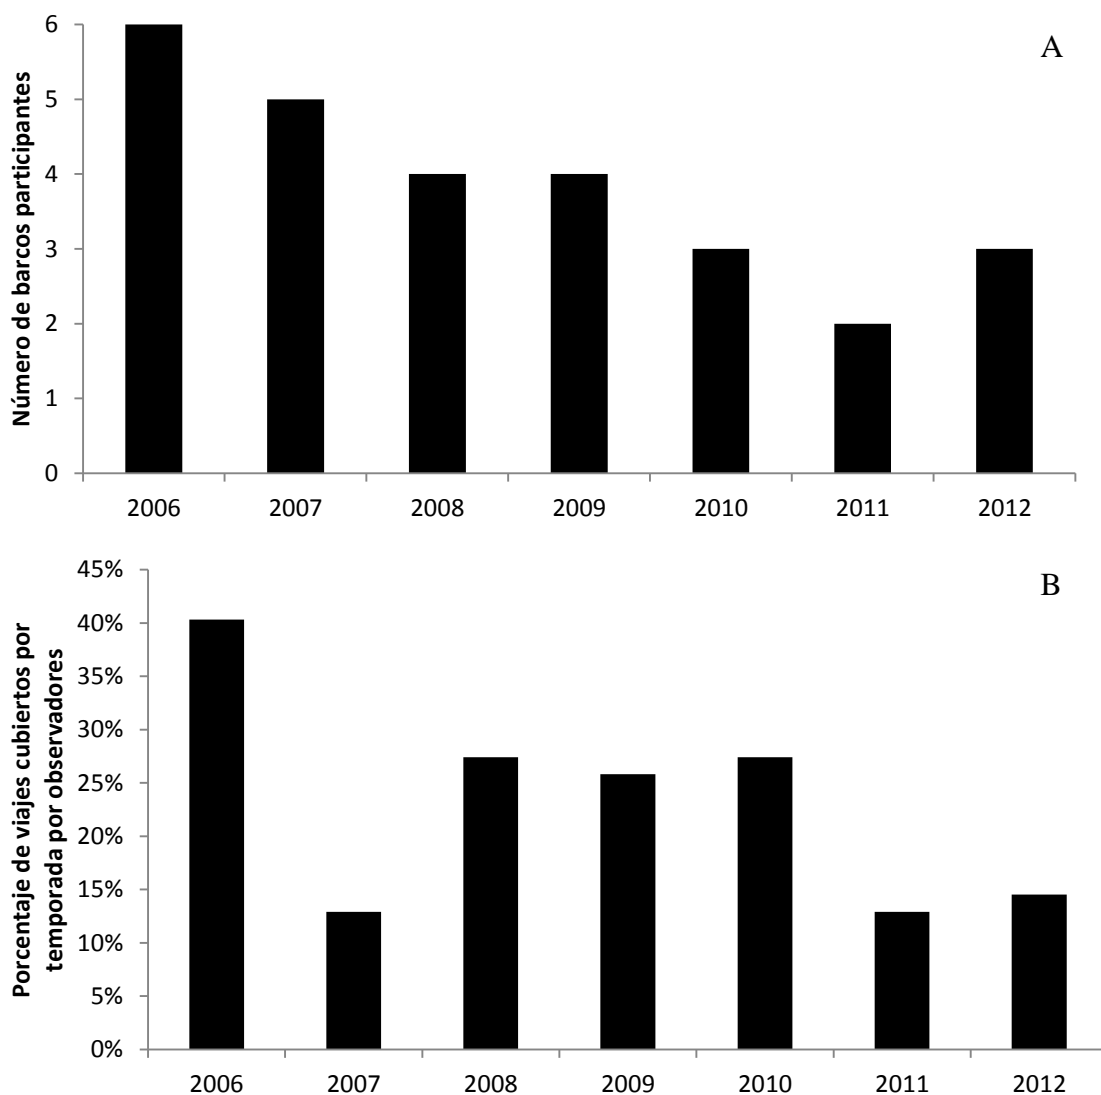 A
Número de barcos participantes
6
5
4
3
2
1
0
2006 2007 2008 2009 2010 2011 2012
B
Porcentaje de viajes cubiertos por
temporada por observadores
45%
40%
35%
30%
25%
20%
15%
10%
5%
0%
2006 2007 2008 2009 2010 2011 2012